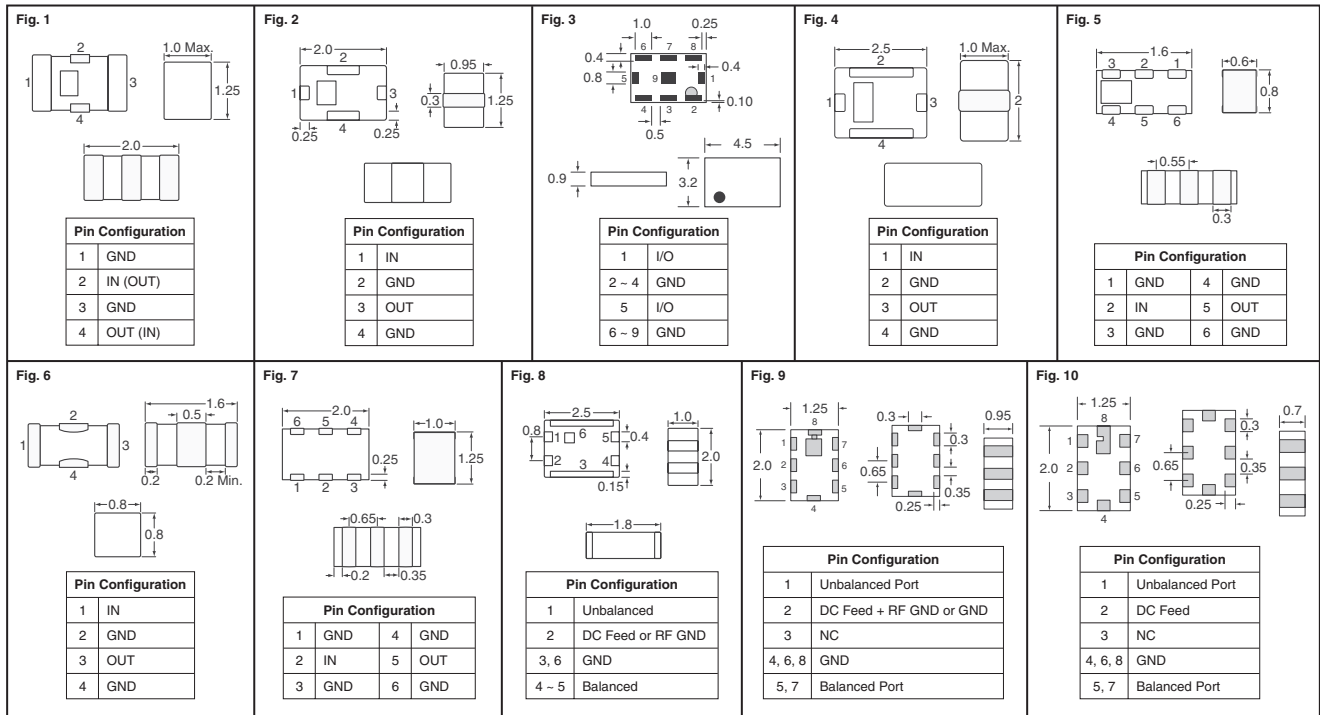 Fig. 1
2
1
3
4
1.0 Max.
1.25
2.0
Pin Configuration
1 GND
2 IN (OUT)
3 GND
4 OUT (IN)
Fig. 2
2.0
2
1
3
4
0.25
0.25
0.95
0.3
1.25
Pin Configuration
1 IN
2 GND
3 OUT
4 GND
Fig. 3
1.0
0.25
6 7 8
0.4
0.8
5 9 1
0.4
4 3 2
0.10
0.5
0.9
4.5
3.2
Pin Configuration
1 I/O
2 ~ 4 GND
5 I/O
6 ~ 9 GND
Fig. 4
2.5
2
1
3
4
1.0 Max.
2
Pin Configuration
1 IN
2 GND
3 OUT
4 GND
Fig. 5
1.6
3 2 1
4 5 6
0.6
0.8
0.55
0.3
Pin Configuration
1 GND 4 GND
2 IN 5 OUT
3 GND 6 GND
Fig. 6
2
1
3
4
1.6
0.5
0.2
0.2 Min.
0.8
0.8
Pin Configuration
1 IN
2 GND
3 OUT
4 GND
Fig. 7
2.0
6 5 4
1 2 3
0.25
1.0
1.25
0.65
0.3
0.2
0.35
Pin Configuration
1 GND 4 GND
2 IN 5 OUT
3 GND 6 GND
Fig. 8
2.5
0.8
1 6 5
0.4
2 3 4
0.15
1.0
2.0
1.8
Pin Configuration
1 Unbalanced
2 DC Feed or RF GND
3, 6 GND
4 ~ 5 Balanced
Fig. 9
1.25
8
1 7
2.0
2 6
3 5
4
0.3
0.3
0.65
0.35
0.25
0.95
Pin Configuration
1 Unbalanced Port
2 DC Feed + RF GND or GND
3 NC
4, 6, 8 GND
5, 7 Balanced Port
Fig. 10
1.25
8
1 7
2.0
2 6
3 5
4
0.3
0.65
0.35
0.25
0.7
Pin Configuration
1 Unbalanced Port
2 DC Feed
3 NC
4, 6, 8 GND
5, 7 Balanced Port